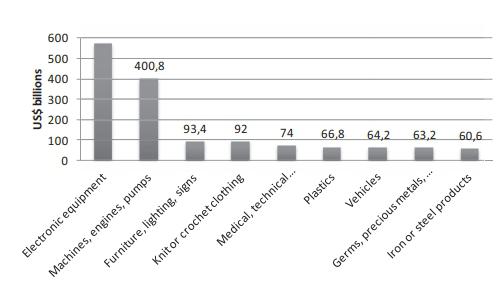 US$ billions
600
500
400
300
200
100
0
400,8
93,4
92
74
66,8
64,2
63,2
60,6
Electronic equipment
Machines, engines, pumps
Furniture, lighting, signs
Knit or crochet clothing
Medical, technical...
Plastics
Vehicles
Germs, precious metals, ...
Iron or steel products